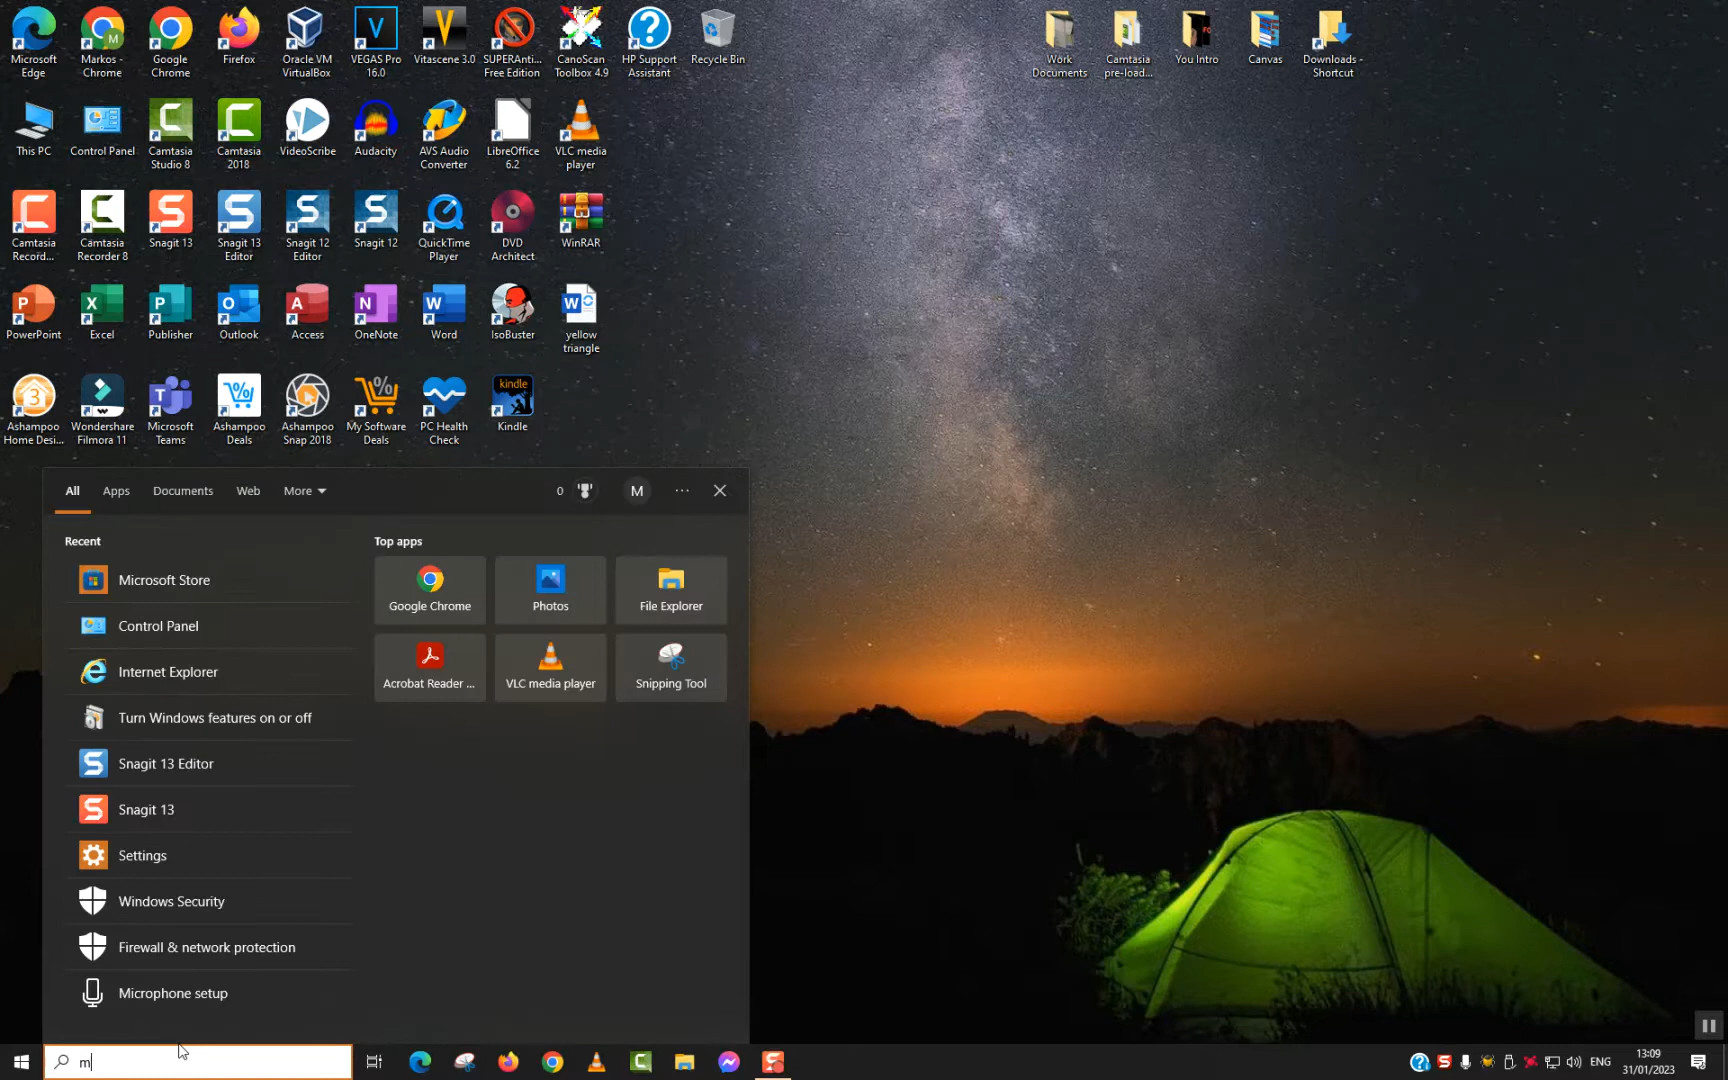 Microsoft Edge
Markos - Chrome
Google Chrome
Firefox
Oracle VM VirtualBox
VEGAS Pro 16.0
Vitascene 3.0
SUPERAnti... Free Edition
CanoScan Toolbox 4.9
HP Support Assistant
Recycle Bin
Work Documents
Camtasia pre-load...
You Intro
Canvas
Downloads - Shortcut
This PC
Control Panel
Camtasia Studio 8
Camtasia 2018
VideoScribe
Audacity
AVS Audio Converter
LibreOffice 6.2
VLC media player
Camtasia Record...
Camtasia Recorder 8
Snagit 13
Snagit 13 Editor
Snagit 12 Editor
Snagit 12
QuickTime Player
DVD Architect
WinRAR
PowerPoint
Excel
Publisher
Outlook
Access
OneNote
Word
IsoBuster
yellow triangle
Ashampoo Home Desi...
Wondershare Filmora 11
Microsoft Teams
Ashampoo Deals
Ashampoo Snap 2018
My Software Deals
PC Health Check
kindle
Kindle
All
Apps
Documents
Web
More
0
M
Recent
Top apps
Microsoft Store
Control Panel
Internet Explorer
Turn Windows features on or off
Snagit 13 Editor
Snagit 13
Settings
Windows Security
Firewall & network protection
Microphone setup
Google Chrome
Photos
File Explorer
Acrobat Reader ...
VLC media player
Snipping Tool
m
ENG
13:09
31/01/2023